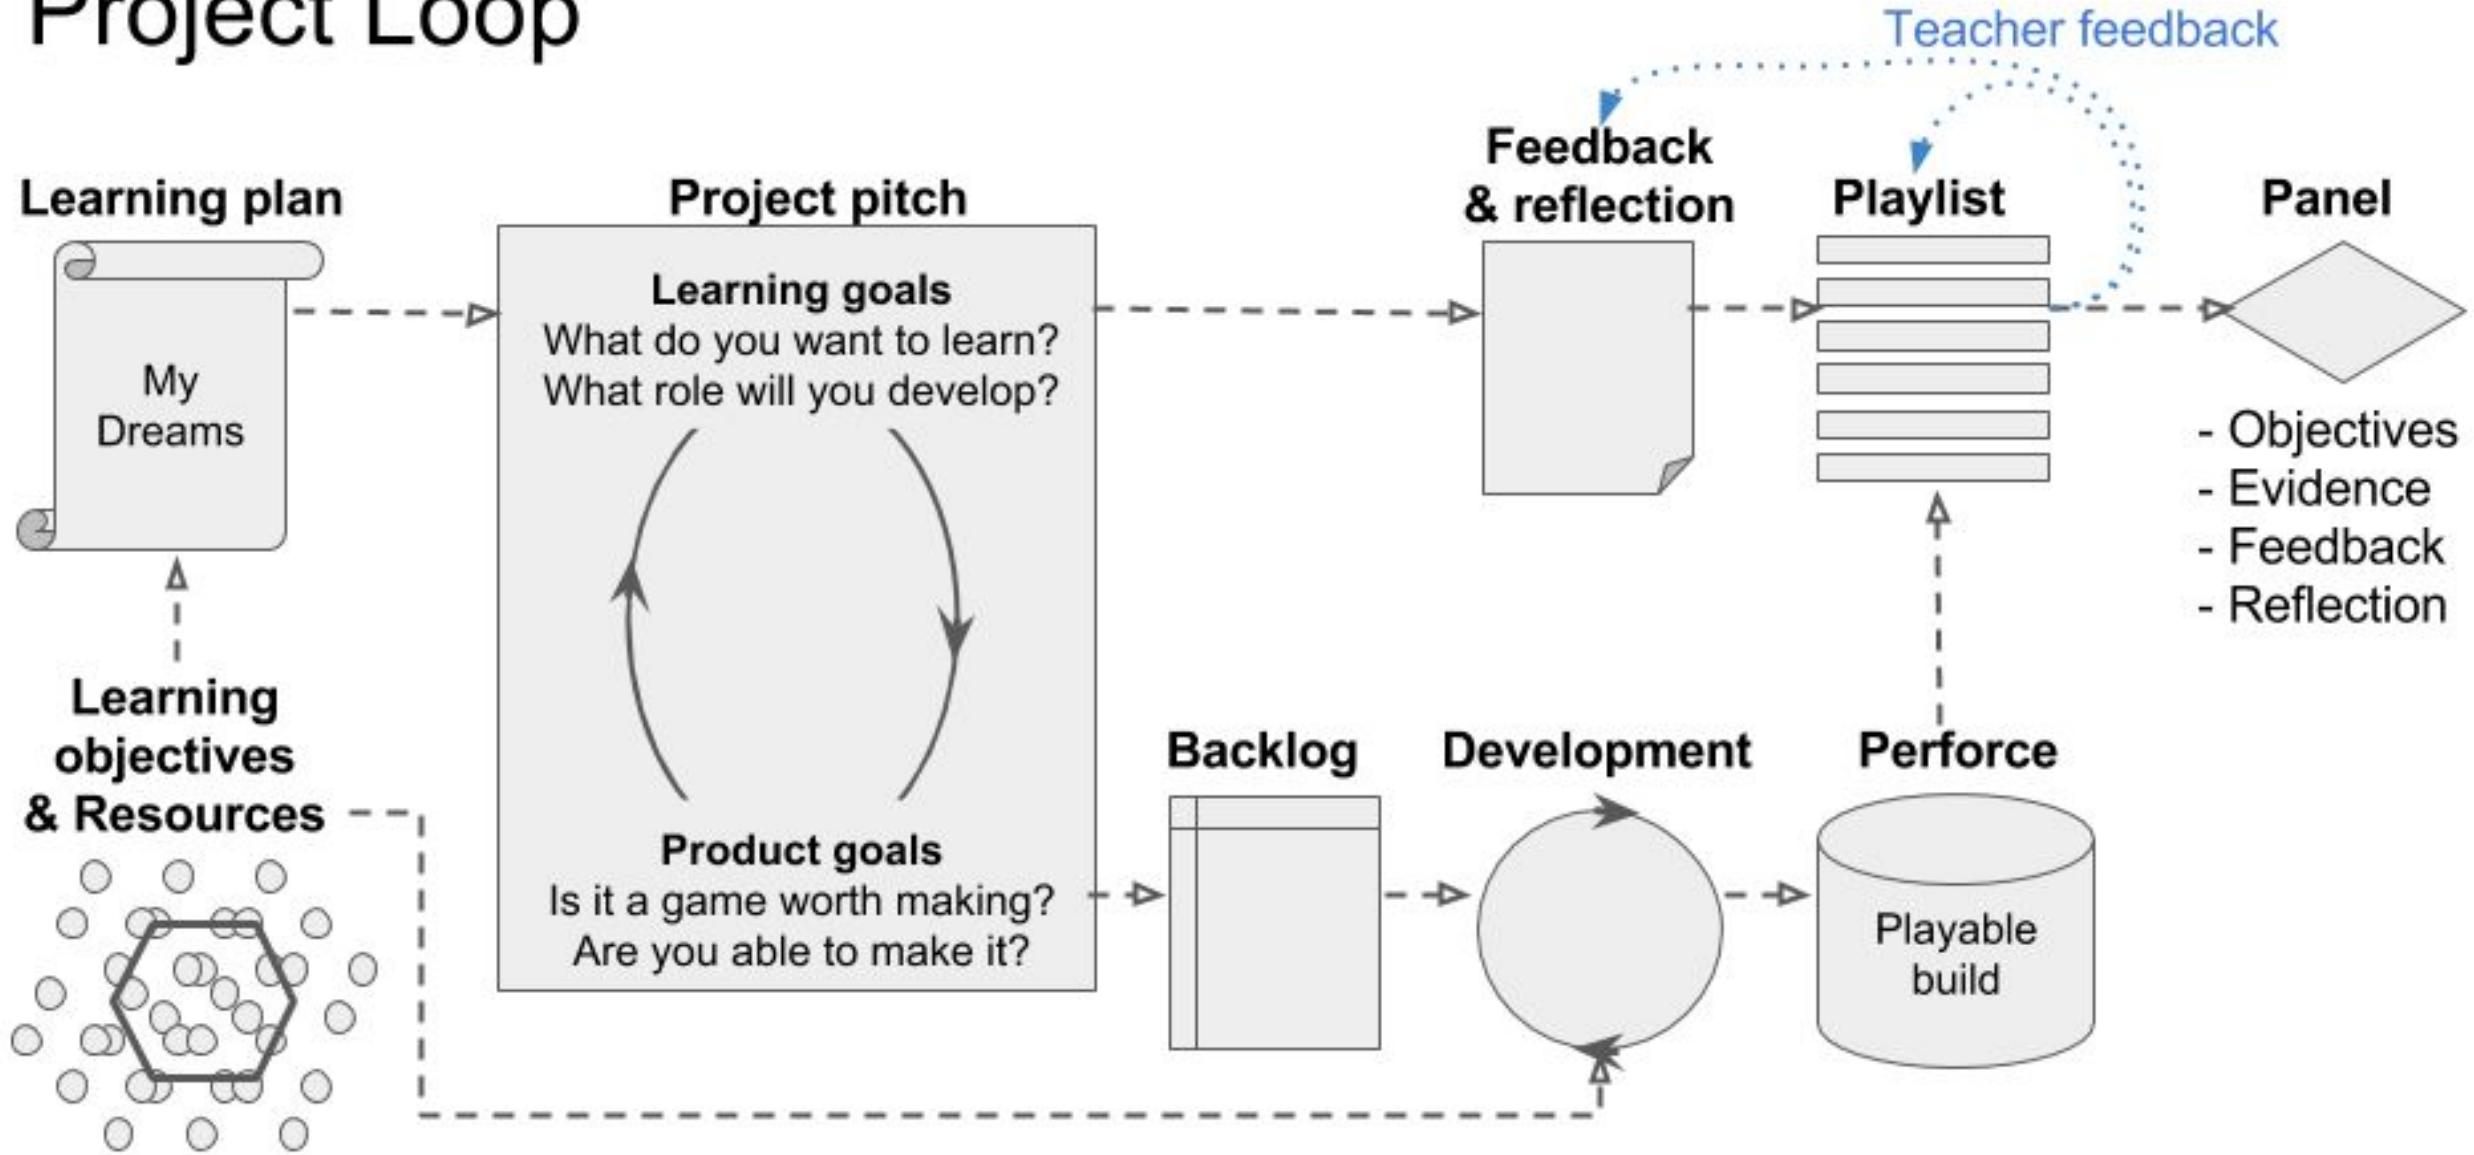 Project Loop
Teacher feedback
Learning plan
My
Dreams
Learning
objectives
& Resources
Project pitch
Learning goals
What do you want to learn?
What role will you develop?
Product goals
Is it a game worth making?
Are you able to make it?
Feedback
& reflection
Playlist
Panel
- Objectives
- Evidence
- Feedback
- Reflection
Backlog
Development
Perforce
Playable
build